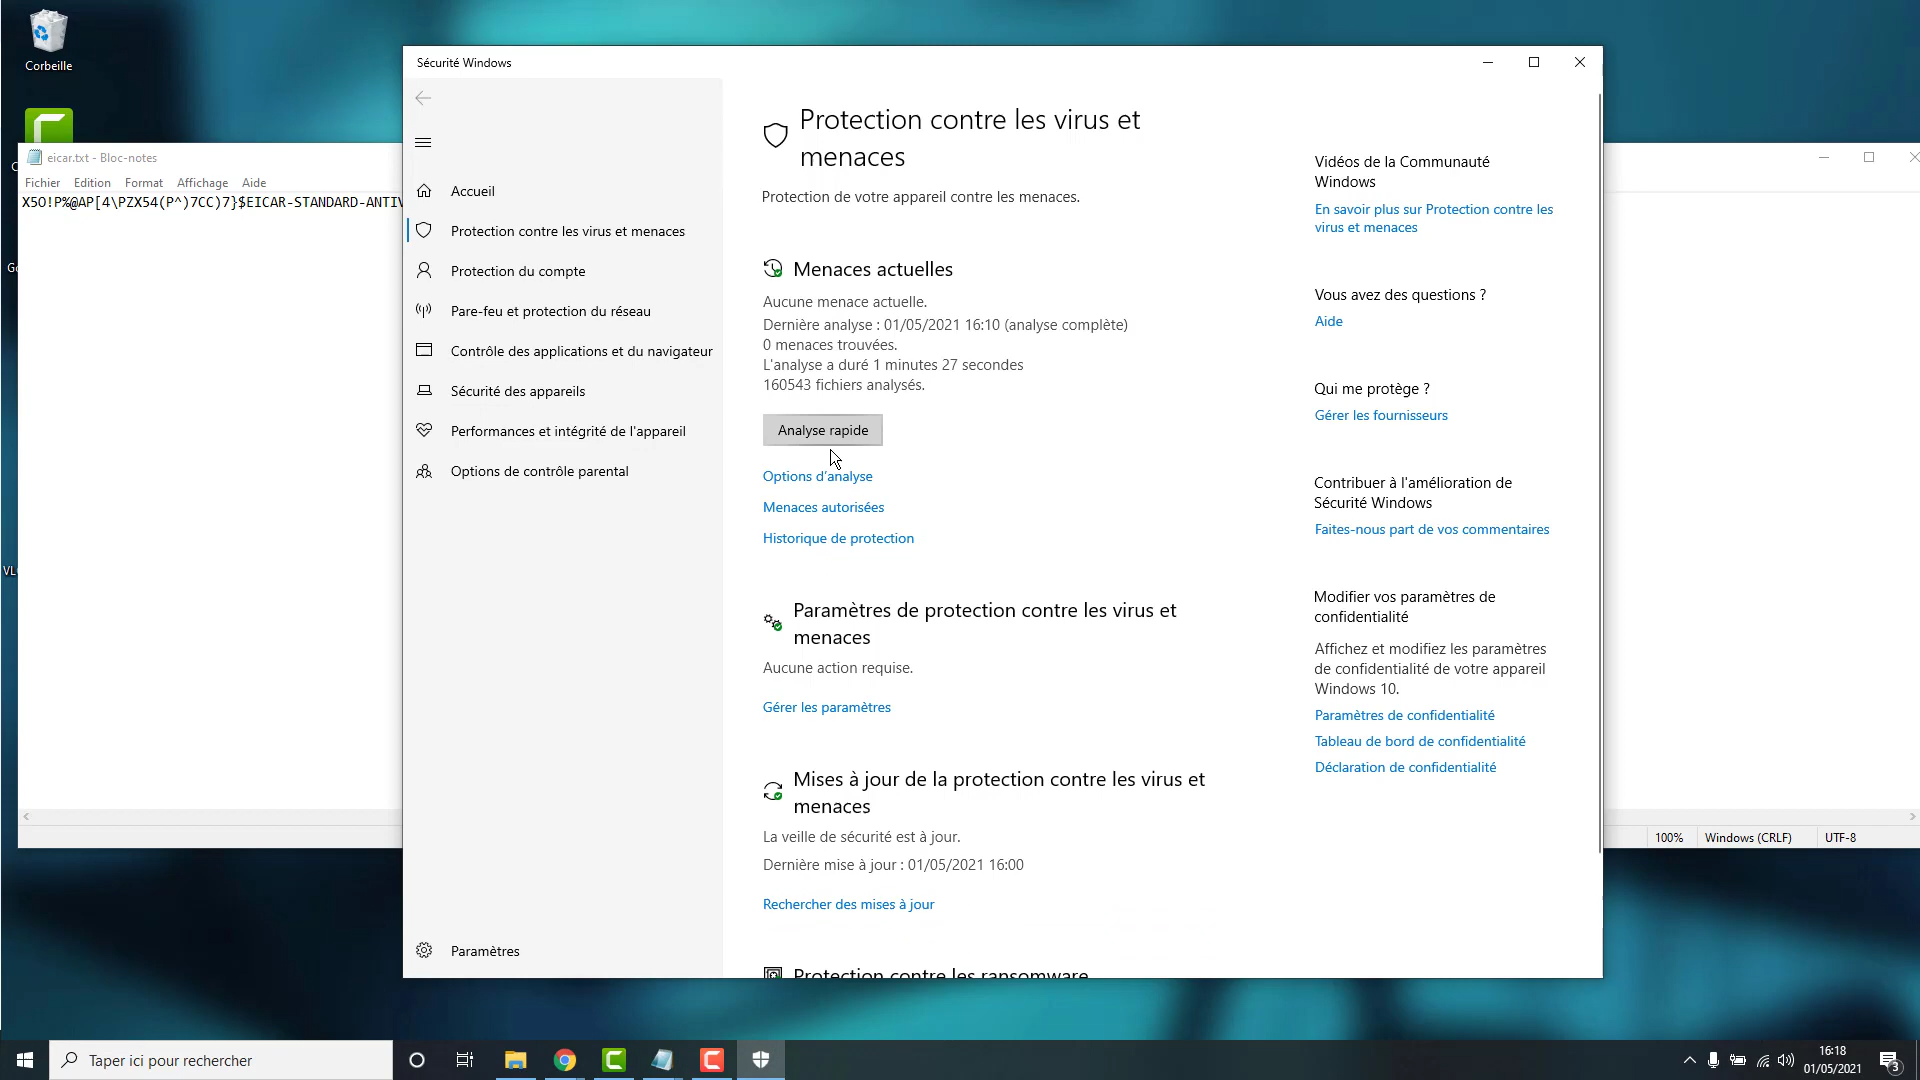 Corbeille
eicar.txt - Bloc-notes
Fichier Edition Format Affichage Aide
X5O!P%@AP[4\PZX54(P^)7CC)7}$EICAR-STANDARD-ANTIV
Sécurité Windows
Accueil
Protection contre les virus et menaces
Protection du compte
Pare-feu et protection du réseau
Contrôle des applications et du navigateur
Sécurité des appareils
Performances et intégrité de l'appareil
Options de contrôle parental
Paramètres
Protection contre les virus et
menaces
Protection de votre appareil contre les menaces.
Menaces actuelles
Aucune menace actuelle.
Dernière analyse : 01/05/2021 16:10 (analyse complète)
0 menaces trouvées.
L'analyse a duré 1 minutes 27 secondes
160543 fichiers analysés.
Analyse rapide
Options d'analyse
Menaces autorisées
Historique de protection
Paramètres de protection contre les virus et
menaces
Aucune action requise.
Gérer les paramètres
Mises à jour de la protection contre les virus et
menaces
La veille de sécurité est à jour.
Dernière mise à jour : 01/05/2021 16:00
Rechercher des mises à jour
Protection contre les ransomware
Vidéos de la Communauté
Windows
En savoir plus sur Protection contre les
virus et menaces
Vous avez des questions ?
Aide
Qui me protège ?
Gérer les fournisseurs
Contribuer à l'amélioration de
Sécurité Windows
Faites-nous part de vos commentaires
Modifier vos paramètres de
confidentialité
Affichez et modifiez les paramètres
de confidentialité de votre appareil
Windows 10.
Paramètres de confidentialité
Tableau de bord de confidentialité
Déclaration de confidentialité
100% Windows (CRLF) UTF-8
Taper ici pour rechercher
16:18
01/05/2021
3